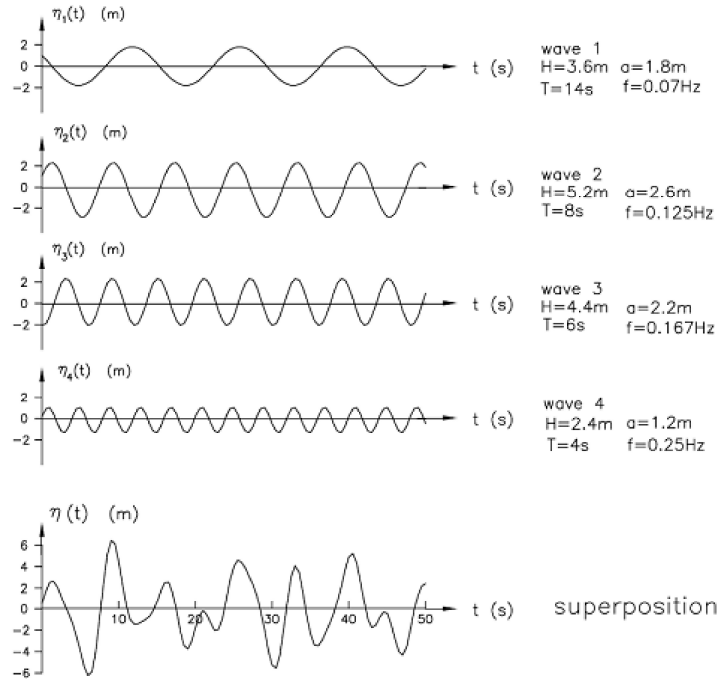 η₁(t) (m)
2
0
−2
t (s)
wave 1
H=3.6m a=1.8m
T=14s f=0.07Hz
η₂(t) (m)
2
0
−2
t (s)
wave 2
H=5.2m a=2.6m
T=8s f=0.125Hz
η₃(t) (m)
2
0
−2
t (s)
wave 3
H=4.4m a=2.2m
T=6s f=0.167Hz
η₄(t) (m)
2
0
−2
t (s)
wave 4
H=2.4m a=1.2m
T=4s f=0.25Hz
η (t) (m)
6
4
2
0
−2
−4
−6
10 20 30 40 50
t (s)
superposition